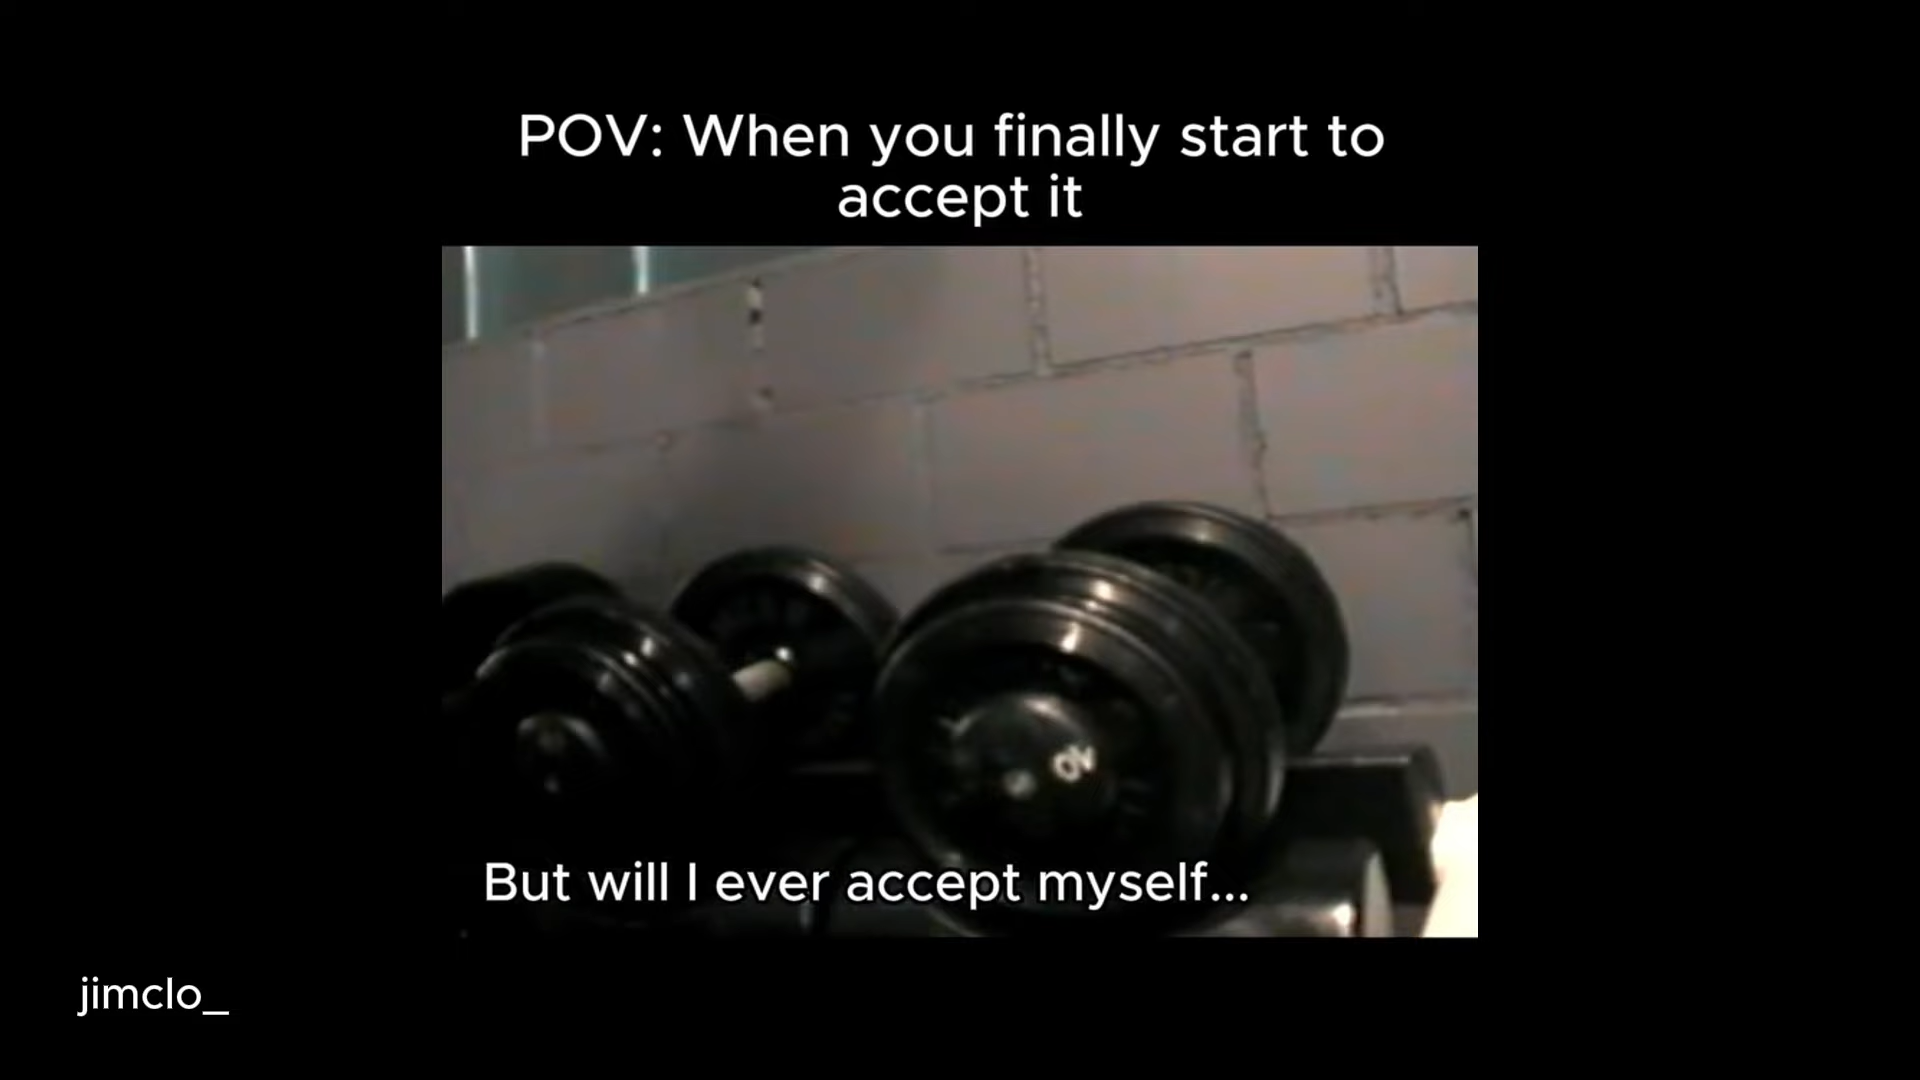 POV: When you finally start to
accept it
But will I ever accept myself...
jimclo_